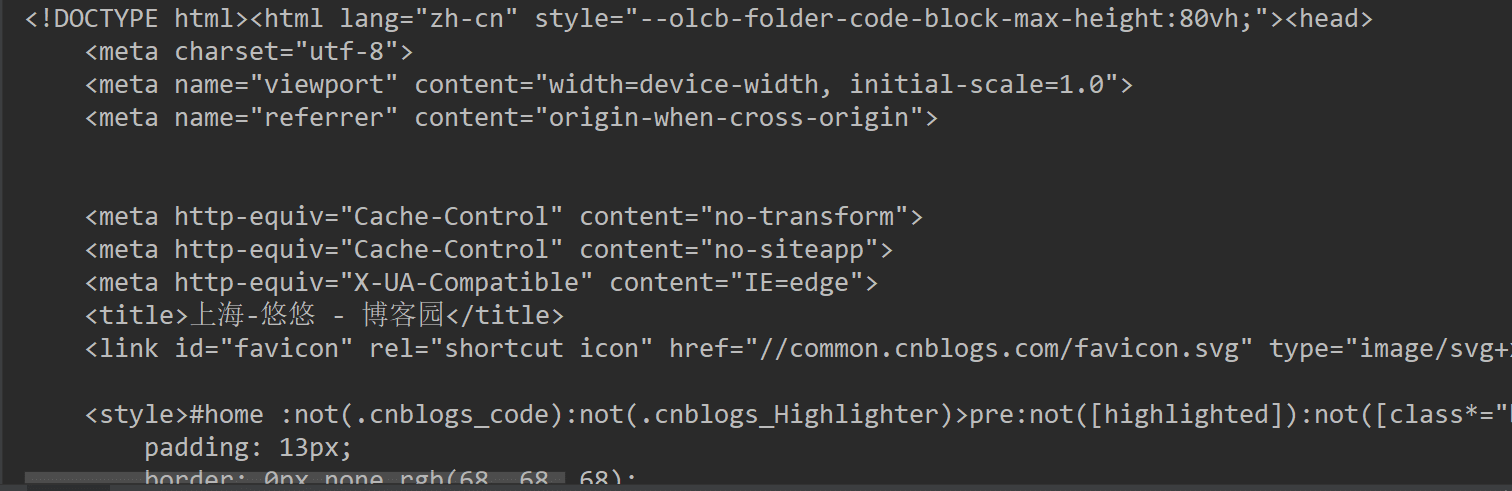 <!DOCTYPE html><html lang="zh-cn" style="--olcb-folder-code-block-max-height:80vh;"><head>
<meta charset="utf-8">
<meta name="viewport" content="width=device-width, initial-scale=1.0">
<meta name="referrer" content="origin-when-cross-origin">
<meta http-equiv="Cache-Control" content="no-transform">
<meta http-equiv="Cache-Control" content="no-siteapp">
<meta http-equiv="X-UA-Compatible" content="IE=edge">
<title>上海-悠悠 - 博客园</title>
<link id="favicon" rel="shortcut icon" href="//common.cnblogs.com/favicon.svg" type="image/svg+
<style>#home :not(.cnblogs_code):not(.cnblogs_Highlighter)>pre:not([highlighted]):not([class*="
padding: 13px;
border: 0px none rgb(68, 68, 68);